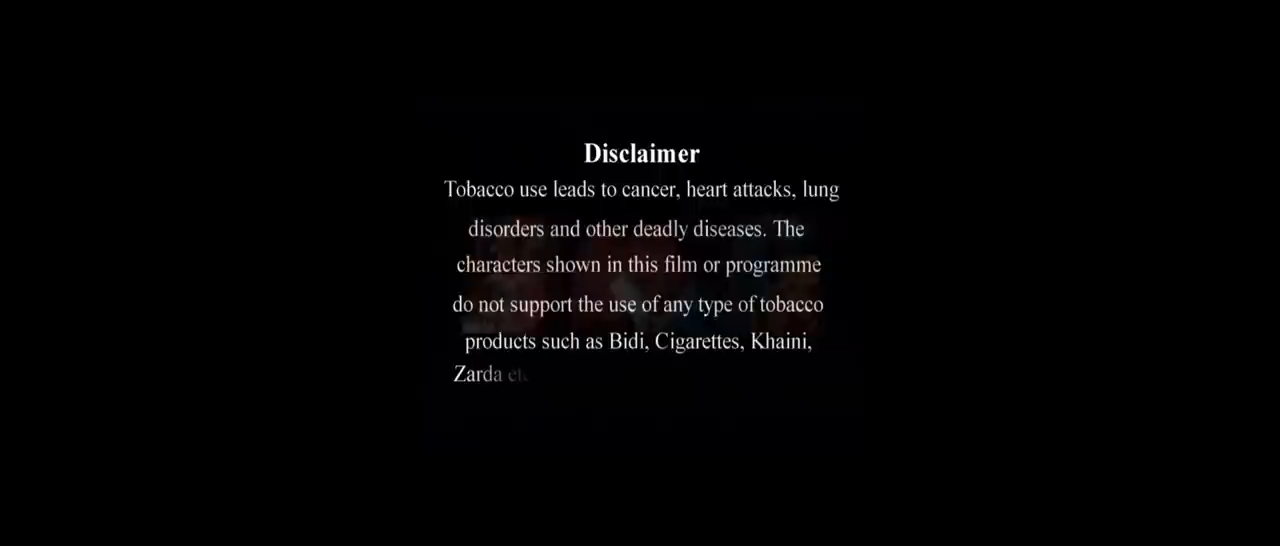 Disclaimer
Tobacco use leads to cancer, heart attacks, lung
disorders and other deadly diseases. The
characters shown in this film or programme
do not support the use of any type of tobacco
products such as Bidi, Cigarettes, Khaini,
Zarda